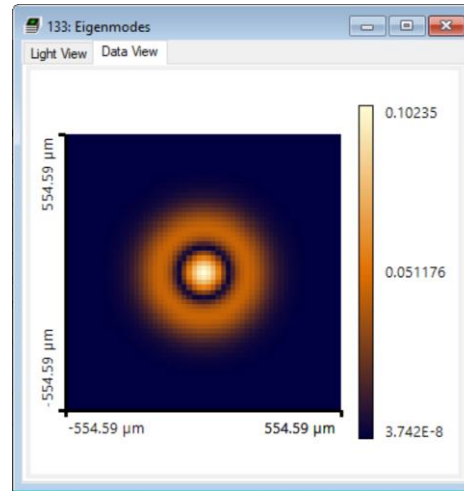 133: Eigenmodes
Light View Data View
554.59 µm
-554.59 µm
-554.59 µm 554.59 µm
0.10235
0.051176
3.742E-8